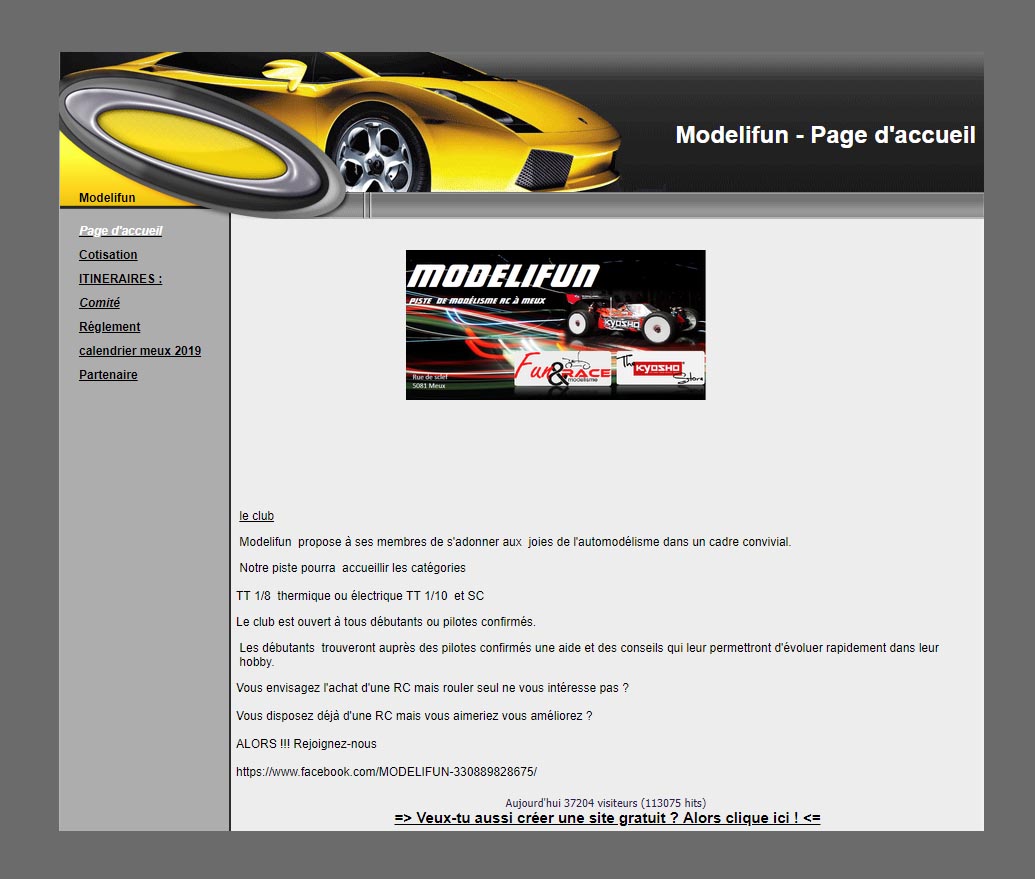 Modelifun - Page d'accueil
Modelifun
Page d'accueil
Cotisation
ITINERAIRES :
Comité
Réglement
calendrier meux 2019
Partenaire
MODELIFUN
PISTE DE MODÉLISME RC À MEUX
KYOSHO
Rue de sclef
5081 Meux
Fun & RACE
modelisme
The KYOSHO Store
le club
Modelifun  propose à ses membres de s'adonner aux  joies de l'automodélisme dans un cadre convivial.
Notre piste pourra  accueillir les catégories
TT 1/8  thermique ou électrique TT 1/10  et SC
Le club est ouvert à tous débutants ou pilotes confirmés.
Les débutants  trouveront auprès des pilotes confirmés une aide et des conseils qui leur permettront d'évoluer rapidement dans leur
hobby.
Vous envisagez l'achat d'une RC mais rouler seul ne vous intéresse pas ?
Vous disposez déjà d'une RC mais vous aimeriez vous améliorez ?
ALORS !!! Rejoignez-nous
https://www.facebook.com/MODELIFUN-330889828675/
Aujourd'hui 37204 visiteurs (113075 hits)
=> Veux-tu aussi créer une site gratuit ? Alors clique ici ! <=